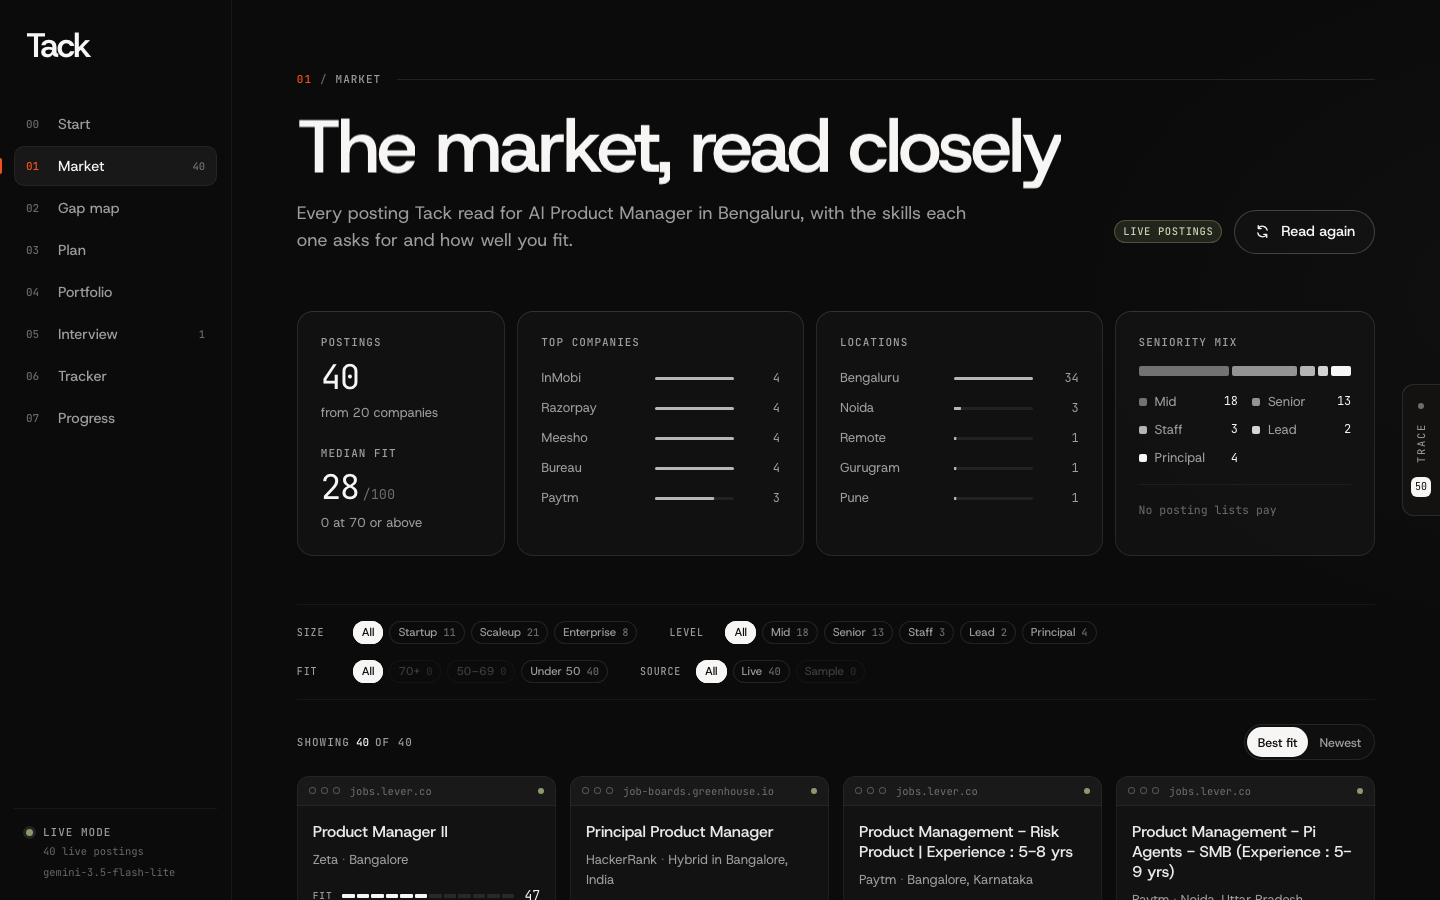 Tack
00 Start
01 Market 40
02 Gap map
03 Plan
04 Portfolio
05 Interview 1
06 Tracker
07 Progress
LIVE MODE
40 live postings
gemini-3.5-flash-lite
01 / MARKET
The market, read closely
Every posting Tack read for AI Product Manager in Bengaluru, with the skills each
one asks for and how well you fit.
LIVE POSTINGS
Read again
POSTINGS
40
from 20 companies
MEDIAN FIT
28 /100
0 at 70 or above
TOP COMPANIES
InMobi 4
Razorpay 4
Meesho 4
Bureau 4
Paytm 3
LOCATIONS
Bengaluru 34
Noida 3
Remote 1
Gurugram 1
Pune 1
SENIORITY MIX
Mid 18 Senior 13
Staff 3 Lead 2
Principal 4
No posting lists pay
TRACE
50
SIZE All Startup 11 Scaleup 21 Enterprise 8 LEVEL All Mid 18 Senior 13 Staff 3 Lead 2 Principal 4
FIT All 70+ 0 50–69 0 Under 50 40 SOURCE All Live 40 Sample 0
SHOWING 40 OF 40
Best fit Newest
jobs.lever.co
Product Manager II
Zeta · Bangalore
FIT 47
job-boards.greenhouse.io
Principal Product Manager
HackerRank · Hybrid in Bangalore,
India
jobs.lever.co
Product Management - Risk
Product | Experience : 5-8 yrs
Paytm · Bangalore, Karnataka
jobs.lever.co
Product Management - Pi
Agents - SMB (Experience : 5-
9 yrs)
Paytm · Noida, Uttar Pradesh